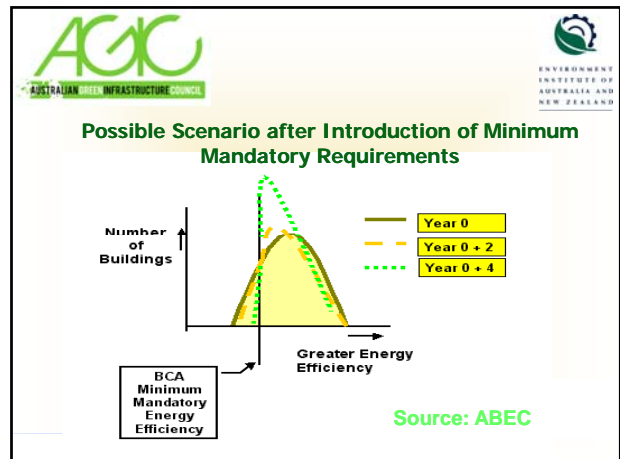 AGIC
AUSTRALIAN GREEN INFRASTRUCTURE COUNCIL
ENVIRONMENT
INSTITUTE OF
AUSTRALIA AND
NEW ZEALAND
Possible Scenario after Introduction of Minimum
Mandatory Requirements
Number
of
Buildings
Year 0
Year 0 + 2
Year 0 + 4
Greater Energy
Efficiency
BCA
Minimum
Mandatory
Energy
Efficiency
Source: ABEC